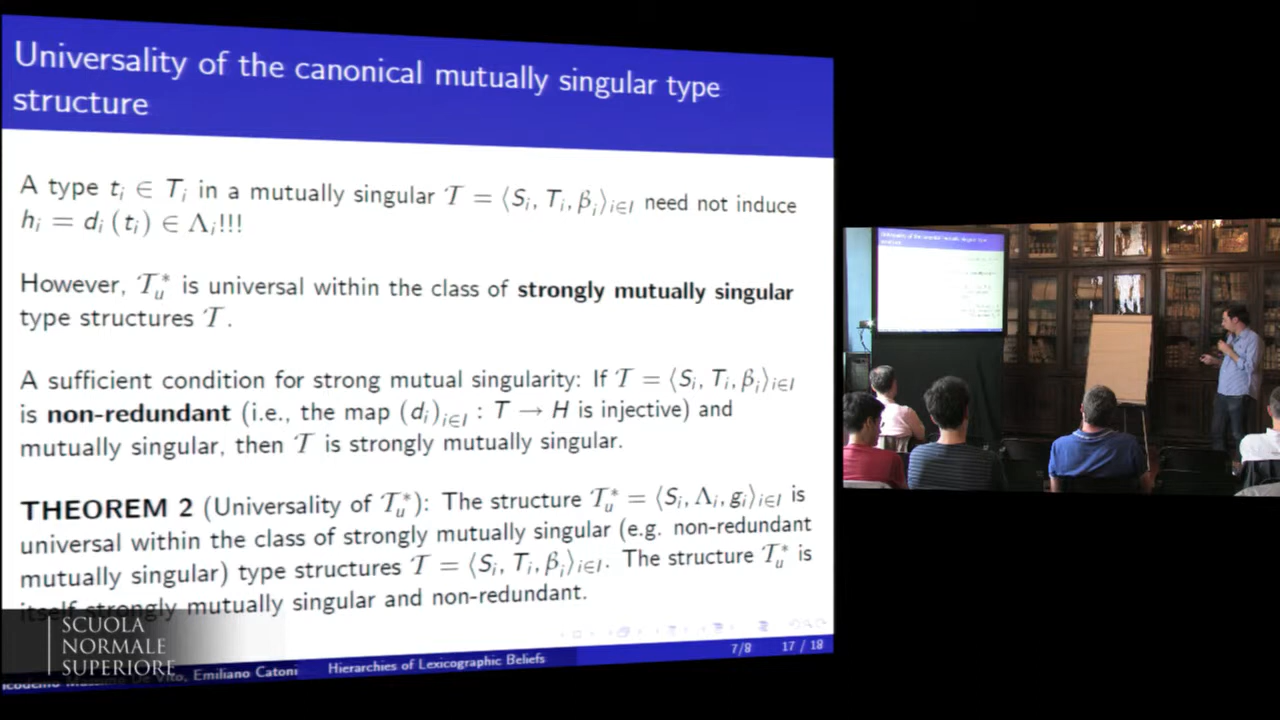 Universality of the canonical mutually singular type
structure
A type tᵢ ∈ Tᵢ in a mutually singular 𝒯 = ⟨Sᵢ, Tᵢ, βᵢ⟩ᵢ∈I need not induce
hᵢ = dᵢ (tᵢ) ∈ Λᵢ!!!
However, 𝒯ᵤ* is universal within the class of strongly mutually singular
type structures 𝒯.
A sufficient condition for strong mutual singularity: If 𝒯 = ⟨Sᵢ, Tᵢ, βᵢ⟩ᵢ∈I
is non-redundant (i.e., the map (dᵢ)ᵢ∈I : T → H is injective) and
mutually singular, then 𝒯 is strongly mutually singular.
THEOREM 2 (Universality of 𝒯ᵤ*): The structure 𝒯ᵤ* = ⟨Sᵢ, Λᵢ, gᵢ⟩ᵢ∈I is
universal within the class of strongly mutually singular (e.g. non-redundant
mutually singular) type structures 𝒯 = ⟨Sᵢ, Tᵢ, βᵢ⟩ᵢ∈I. The structure 𝒯ᵤ* is
itself strongly mutually singular and non-redundant.
SCUOLA
NORMALE
SUPERIORE
7/8 17 / 18
De Vito, Emiliano Catoni Hierarchies of Lexicographic Beliefs